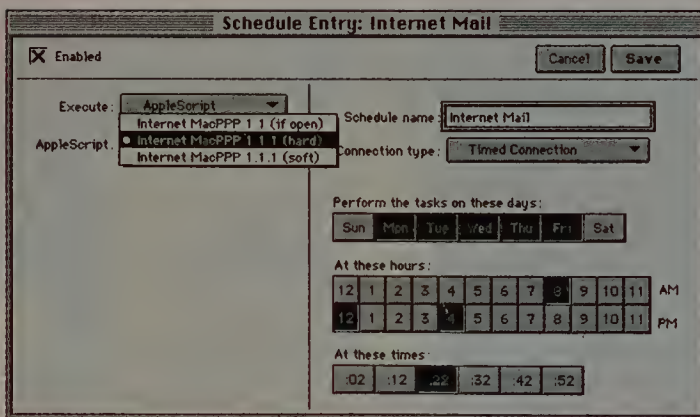 Schedule Entry: Internet Mail
Enabled
Cancel
Save
Execute:
AppleScript
Internet MacPPP 1 1 (if open)
Internet MacPPP 1 1 1 (hard)
Internet MacPPP 1.1.1 (soft)
AppleScript.
Schedule name: Internet Mail
Connection type: Timed Connection
Perform the tasks on these days:
Sun Mon Tue Wed Thu Fri Sat
At these hours:
12 1 2 3 4 5 6 7 8 9 10 11 AM
12 1 2 3 4 5 6 7 8 9 10 11 PM
At these times:
:02 :12 :22 :32 :42 :52